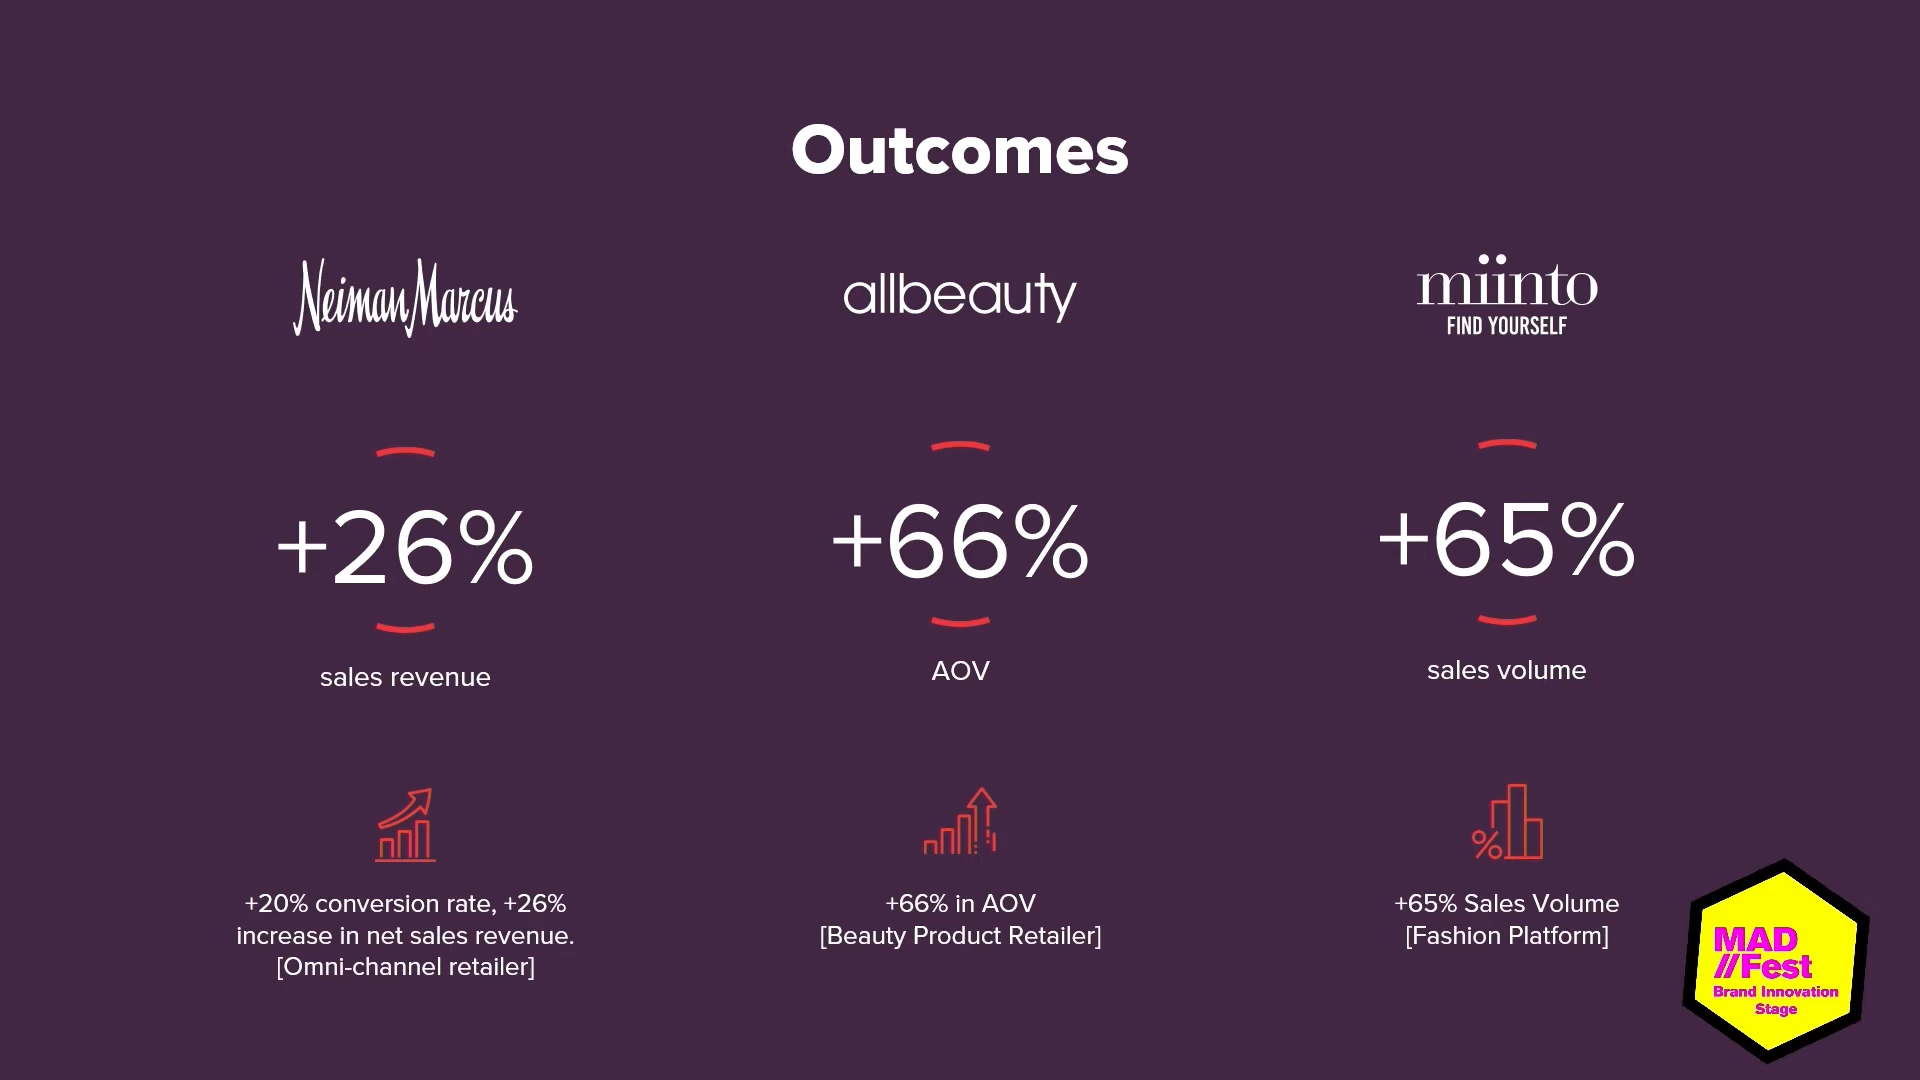 Outcomes
Neiman Marcus
allbeauty
miinto
FIND YOURSELF
+26%
+66%
+65%
sales revenue
AOV
sales volume
%
+20% conversion rate, +26%
increase in net sales revenue.
[Omni-channel retailer]
+66% in AOV
[Beauty Product Retailer]
+65% Sales Volume
[Fashion Platform]
MAD
//Fest
Brand Innovation
Stage